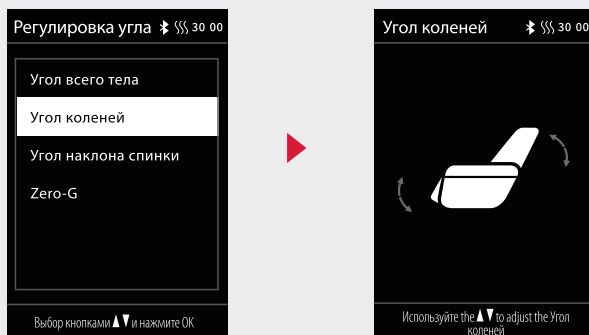 Регулировка угла 30 00
Угол всего тела
Угол коленей
Угол наклона спинки
Zero-G
Выбор кнопками ▲▼ и нажмите OK
Угол коленей 30 00
Используйте the ▲▼ to adjust the Угол
коленей